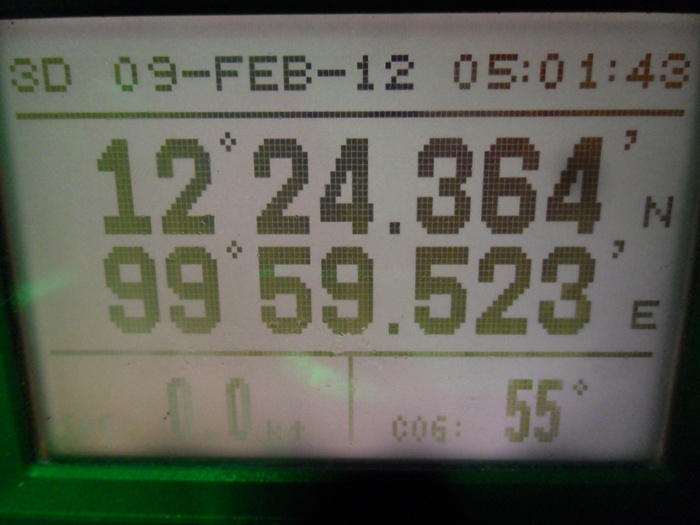 3D 09-FEB-12 05:01:43
12°24.364' N
99°59.523' E
0.0 kt COG: 55°